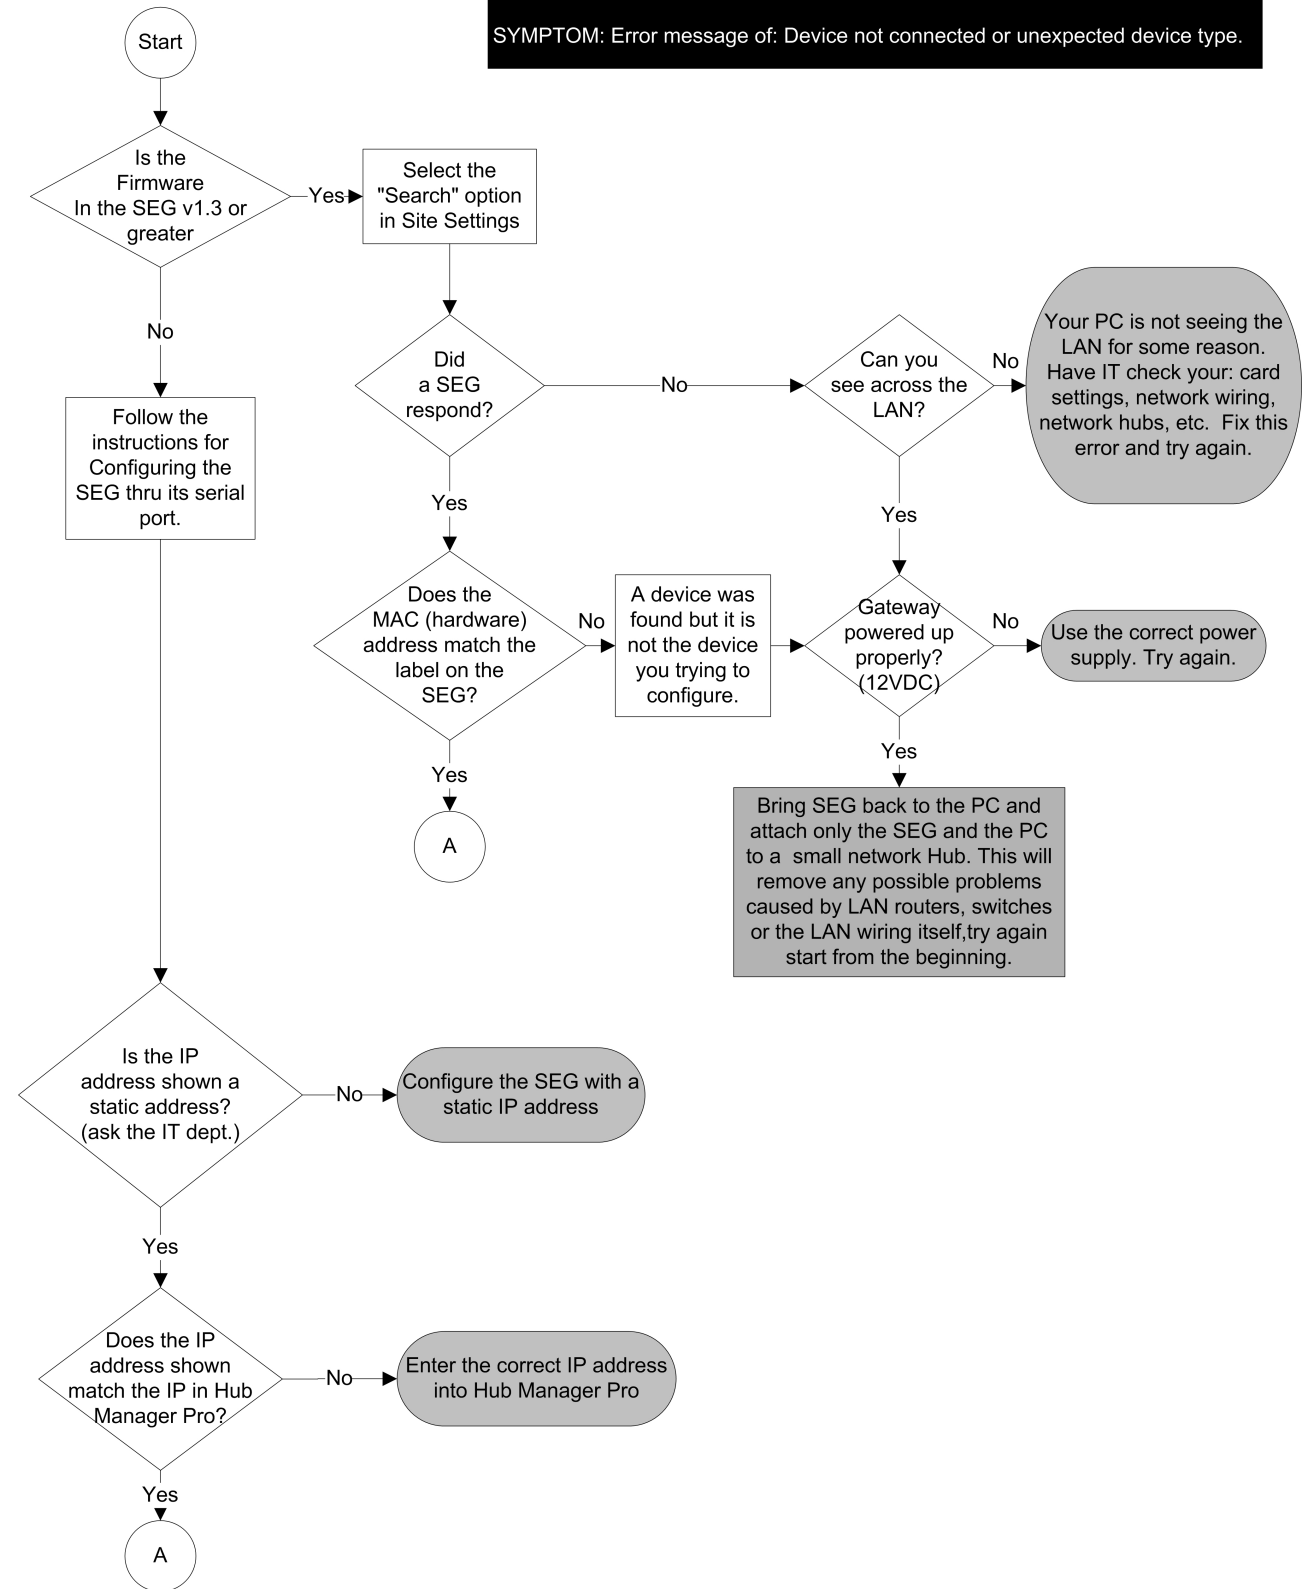 Start
SYMPTOM: Error message of: Device not connected or unexpected device type.
Is the
Firmware
In the SEG v1.3 or
greater
Yes
Select the
"Search" option
in Site Settings
No
Follow the
instructions for
Configuring the
SEG thru its serial
port.
Did
a SEG
respond?
No
Can you
see across the
LAN?
No
Your PC is not seeing the
LAN for some reason.
Have IT check your: card
settings, network wiring,
network hubs, etc.  Fix this
error and try again.
Yes
Yes
Does the
MAC (hardware)
address match the
label on the
SEG?
No
A device was
found but it is
not the device
you trying to
configure.
Gateway
powered up
properly?
(12VDC)
No
Use the correct power
supply. Try again.
Yes
A
Yes
Bring SEG back to the PC and
attach only the SEG and the PC
to a  small network Hub. This will
remove any possible problems
caused by LAN routers, switches
or the LAN wiring itself,try again
start from the beginning.
Is the IP
address shown a
static address?
(ask the IT dept.)
No
Configure the SEG with a
static IP address
Yes
Does the IP
address shown
match the IP in Hub
Manager Pro?
No
Enter the correct IP address
into Hub Manager Pro
Yes
A